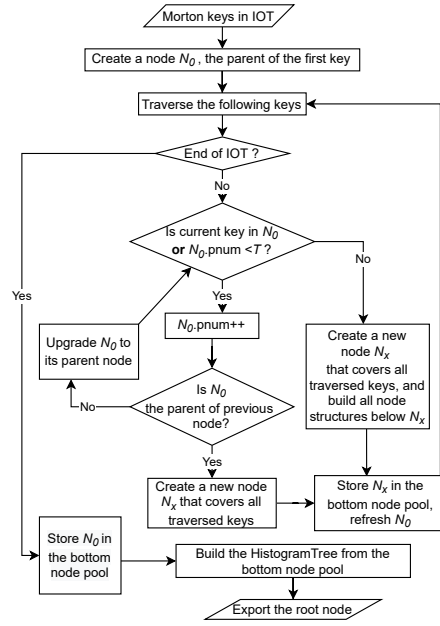 Morton keys in IOT
Create a node N0, the parent of the first key
Traverse the following keys
End of IOT ?
No
Is current key in N0
or N0.pnum <T ?
No
Yes
Yes
N0.pnum++
Upgrade N0 to
its parent node
Create a new
node Nx
that covers all
traversed keys, and
build all node
structures below Nx
Is N0
the parent of previous
node?
No
Yes
Create a new node
Nx that covers all
traversed keys
Store Nx in the
bottom node pool,
refresh N0
Store N0 in
the bottom
node pool
Build the HistogramTree from the
bottom node pool
Export the root node